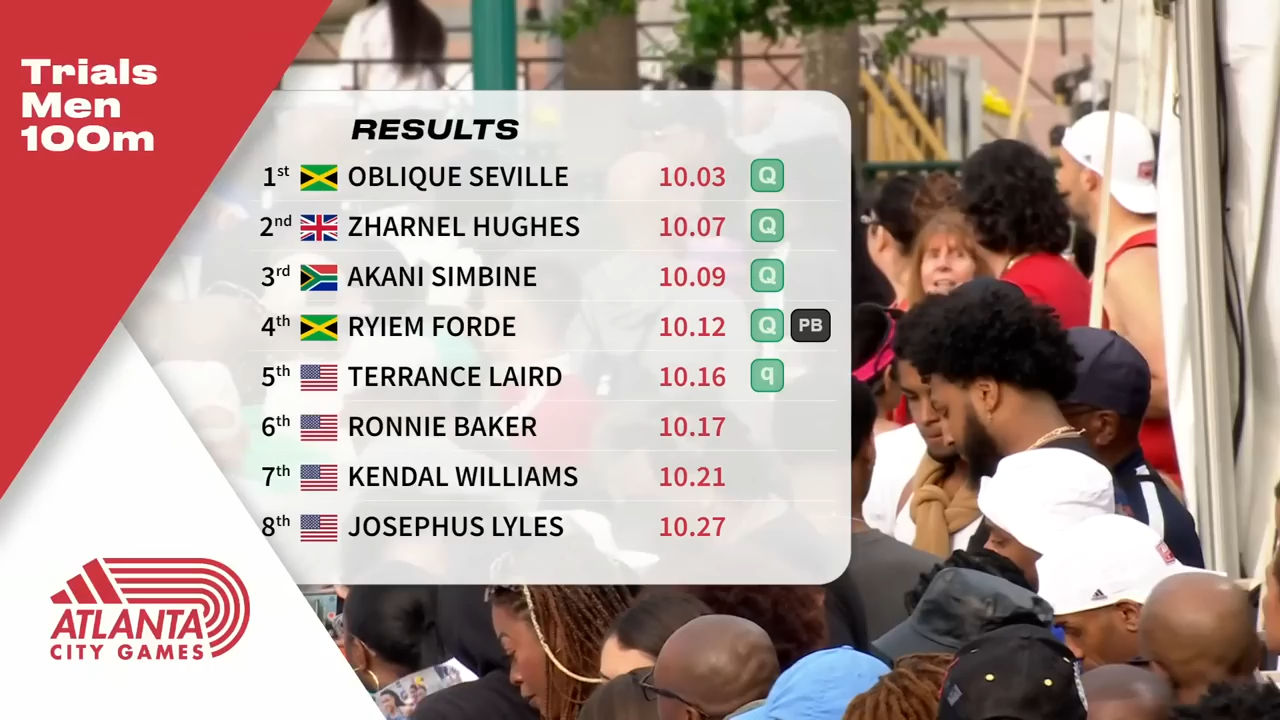 Trials
Men
100m
RESULTS
1st OBLIQUE SEVILLE 10.03 Q
2nd ZHARNEL HUGHES 10.07 Q
3rd AKANI SIMBINE 10.09 Q
4th RYIEM FORDE 10.12 Q PB
5th TERRANCE LAIRD 10.16 q
6th RONNIE BAKER 10.17
7th KENDAL WILLIAMS 10.21
8th JOSEPHUS LYLES 10.27
ATLANTA
CITY GAMES